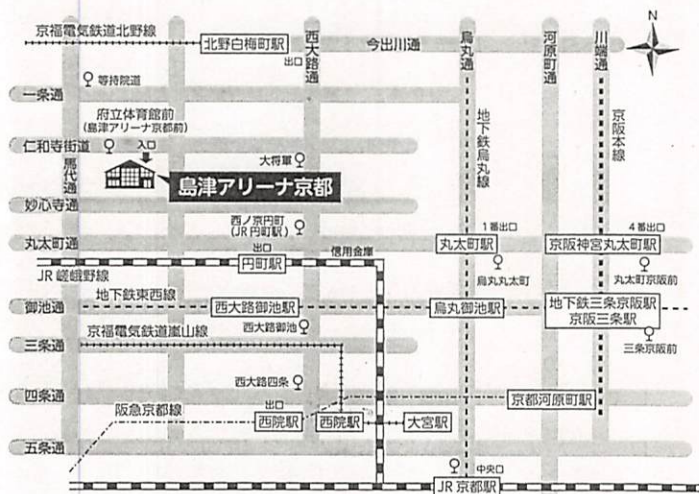 京福電気鉄道北野線
北野白梅町駅
出口
西大路通
今出川通
烏丸通
河原町通
川端通
N
等持院道
一条通
府立体育館前
(島津アリーナ京都前)
地下鉄烏丸線
京阪本線
仁和寺街道
入口
馬代通
大将軍
島津アリーナ京都
妙心寺通
西ノ京円町
(JR円町駅)
1番出口
4番出口
丸太町通
丸太町駅
京阪神宮丸太町駅
出口
信用金庫
円町駅
烏丸丸太町
丸太町京阪前
JR嵯峨野線
地下鉄東西線
御池通
西大路御池駅
烏丸御池駅
地下鉄三条京阪駅
京阪三条駅
京福電気鉄道嵐山線
西大路御池
三条通
三条京阪前
西大路四条
四条通
京都河原町駅
阪急京都線
出口
西院駅
西院駅
大宮駅
五条通
中央口
JR京都駅